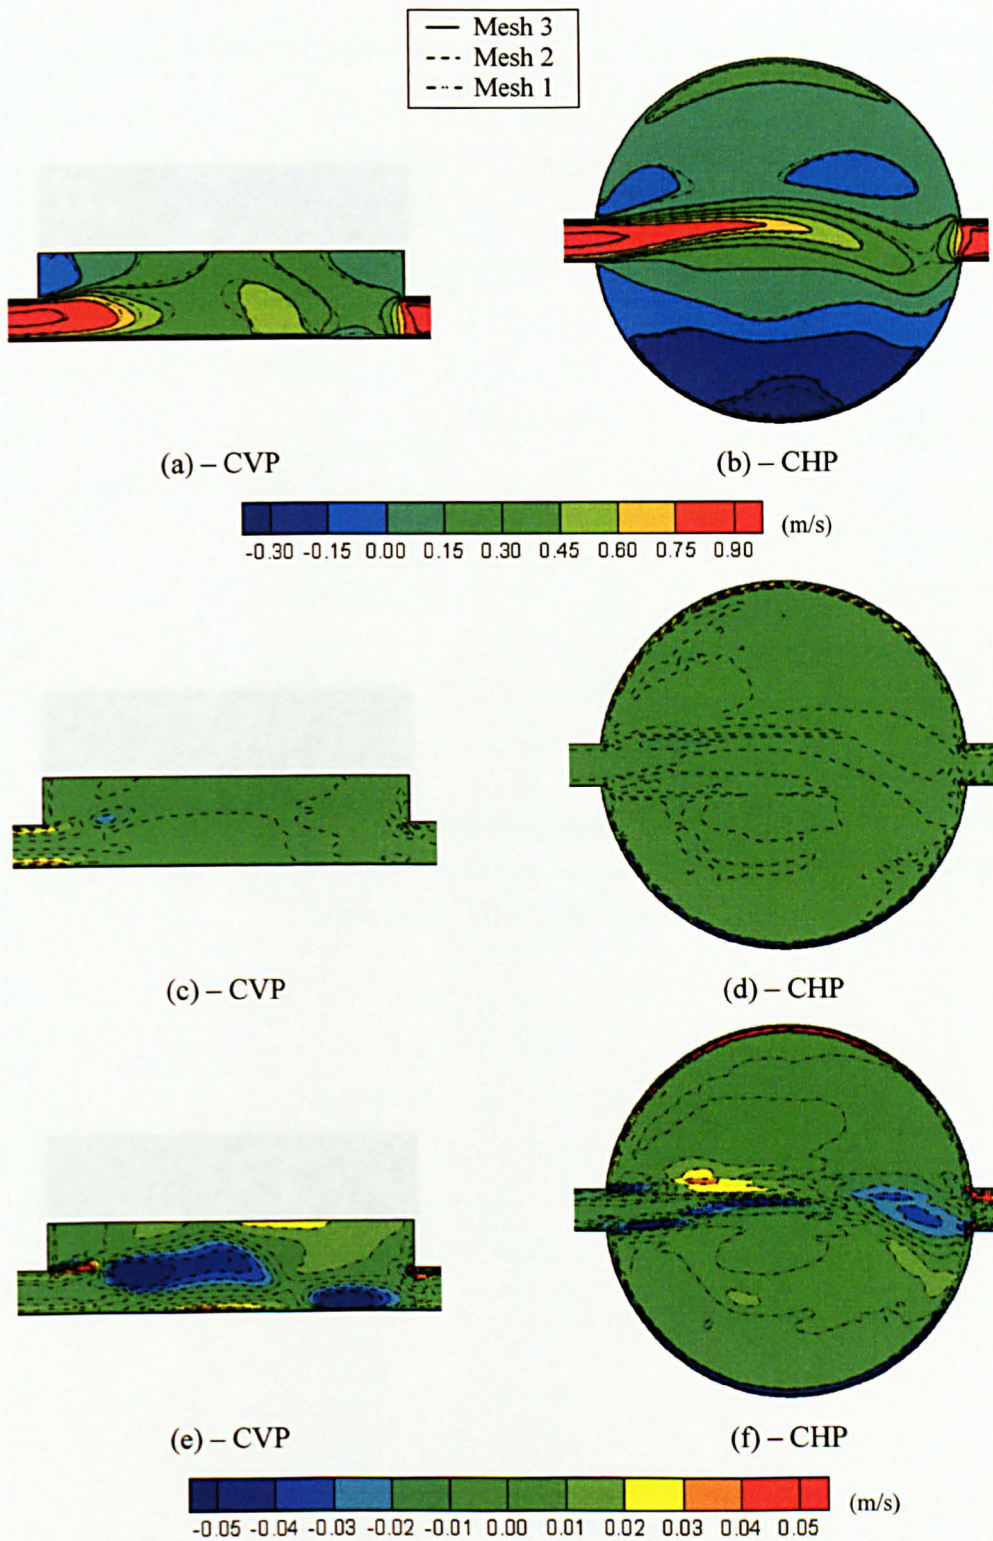 Mesh 3
Mesh 2
Mesh 1
(a) – CVP
(b) – CHP
(m/s)
-0.30 -0.15 0.00 0.15 0.30 0.45 0.60 0.75 0.90
(c) – CVP
(d) – CHP
(e) – CVP
(f) – CHP
(m/s)
-0.05 -0.04 -0.03 -0.02 -0.01 0.00 0.01 0.02 0.03 0.04 0.05